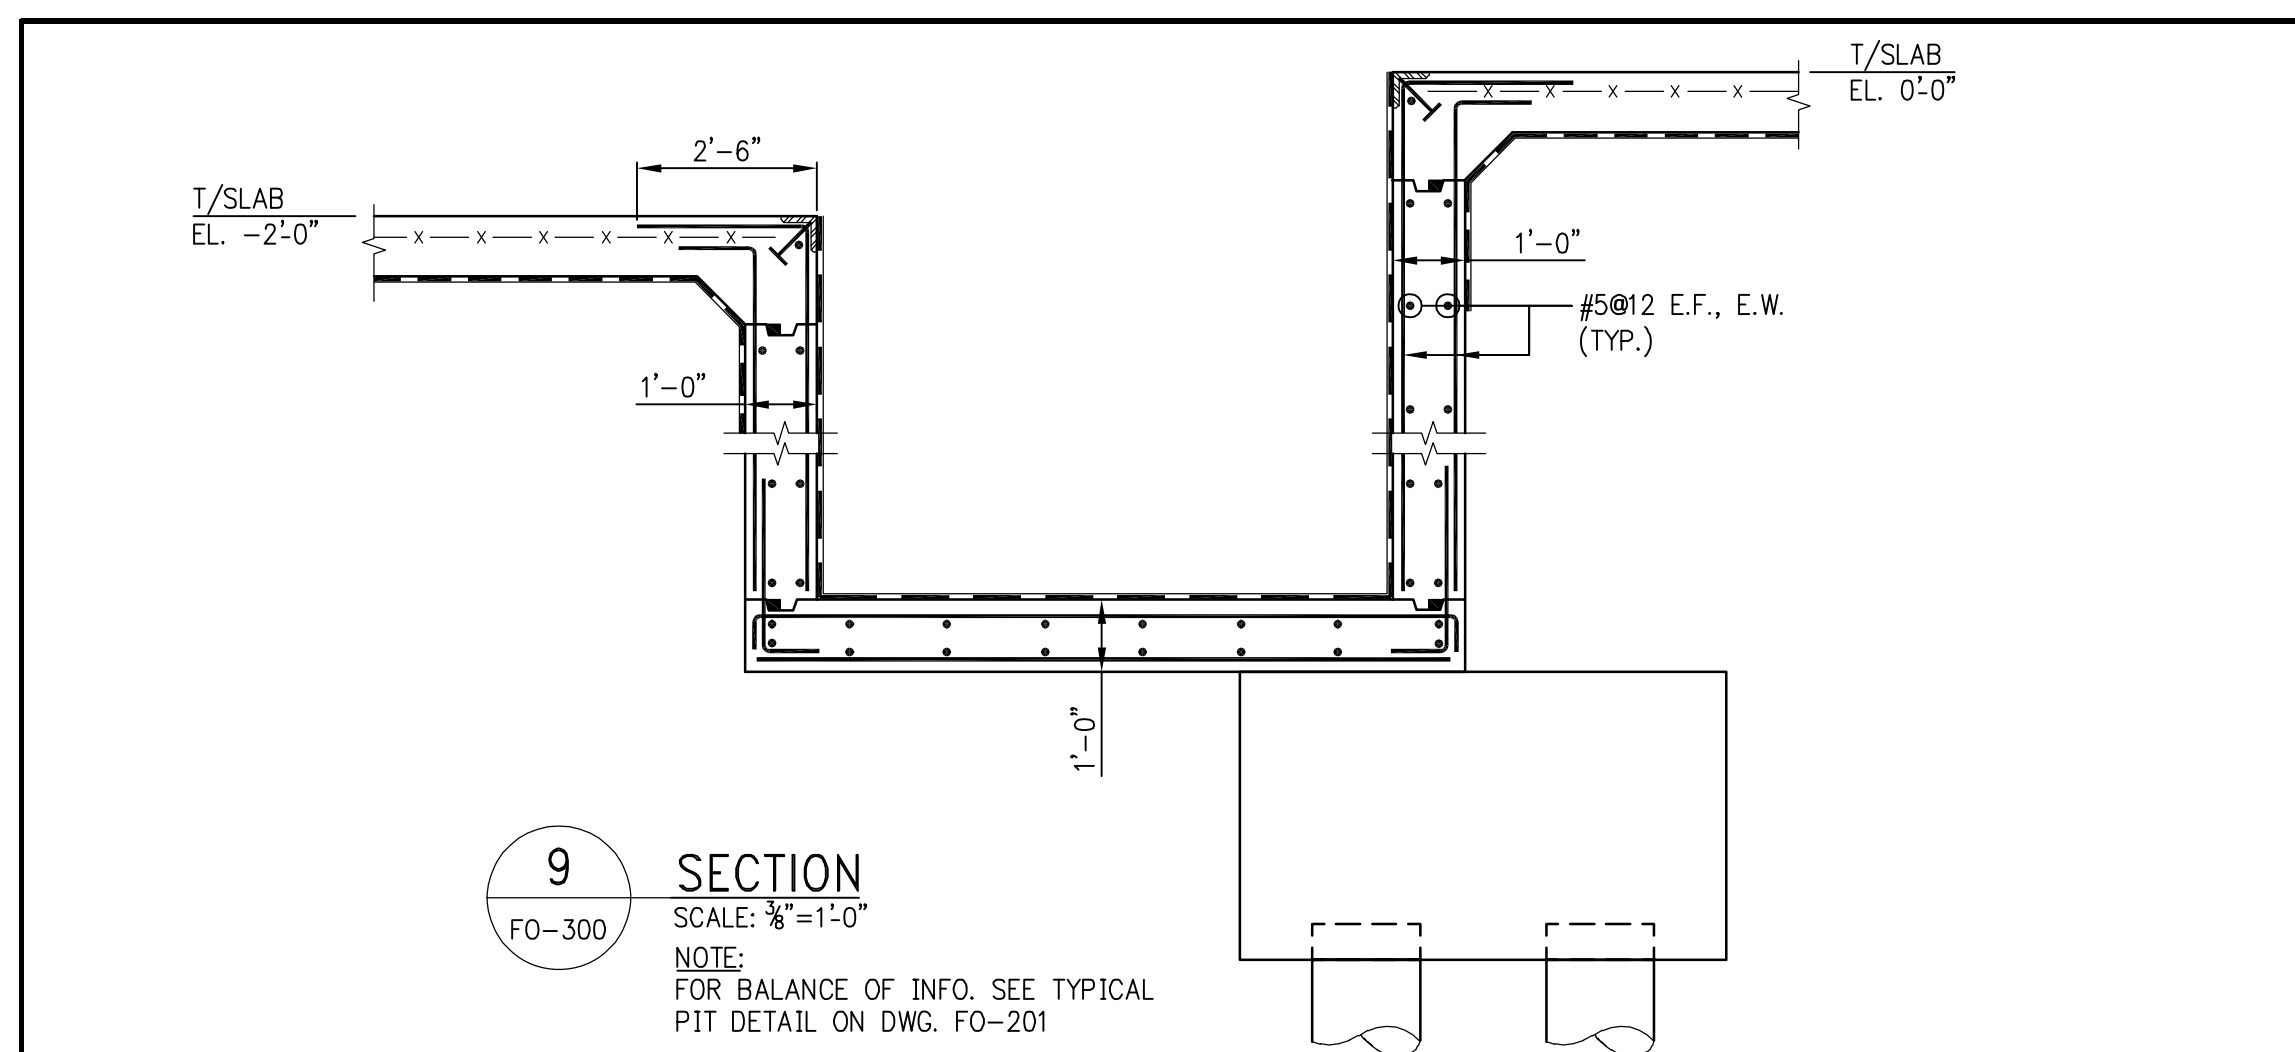 T/SLAB
EL. 0'-0"
2'-6"
T/SLAB
EL. -2'-0"
X X X X X
X X X X X X
1'-0"
#5@12 E.F., E.W.
(TYP.)
1'-0"
1'-0"
9
FO-300
SECTION
SCALE: ⅜"=1'-0"
NOTE:
FOR BALANCE OF INFO. SEE TYPICAL
PIT DETAIL ON DWG. FO-201